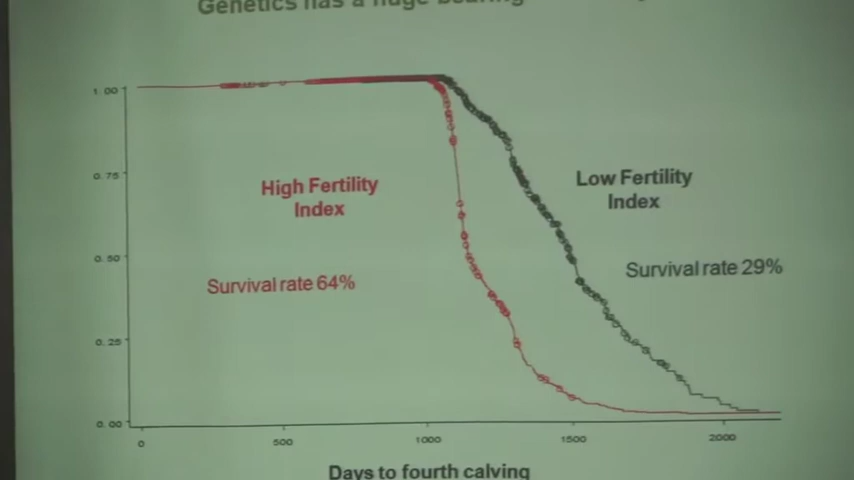 Genetics has a huge bearing
1.00
0.75
0.50
0.25
0.00
High Fertility
Index
Survival rate 64%
Low Fertility
Index
Survival rate 29%
0
500
1000
1500
2000
Days to fourth calving